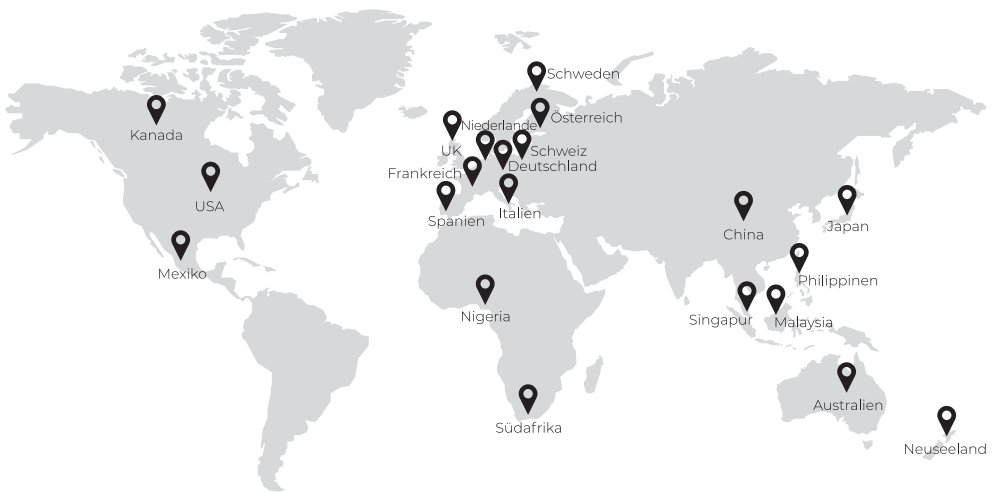 Schweden
Kanada
Österreich
Niederlande
UK
Schweiz
Deutschland
Frankreich
USA
Italien
Spanien
China
Japan
Mexiko
Philippinen
Nigeria
Singapur
Malaysia
Australien
Südafrika
Neuseeland